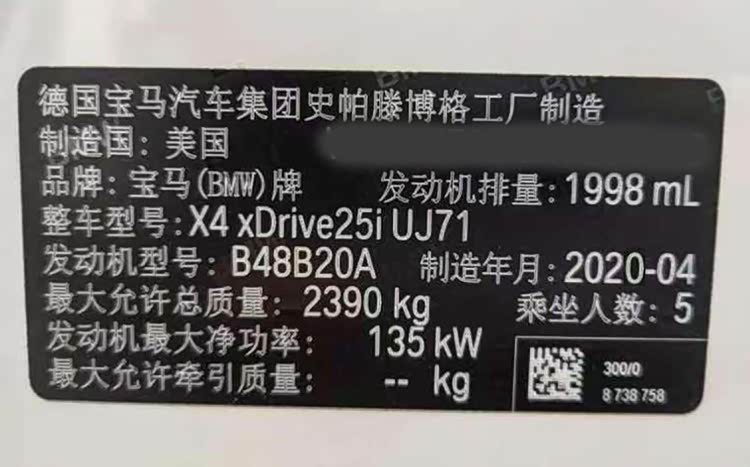 德国宝马汽车集团史帕滕博格工厂制造
制造国：美国
品牌：宝马(BMW)牌 发动机排量：1998 mL
整车型号：X4 xDrive25i UJ71
发动机型号：B48B20A 制造年月：2020-04
最大允许总质量：2390 kg 乘坐人数：5
发动机最大净功率： 135 kW
最大允许牵引质量： -- kg
300/0
8 738 758